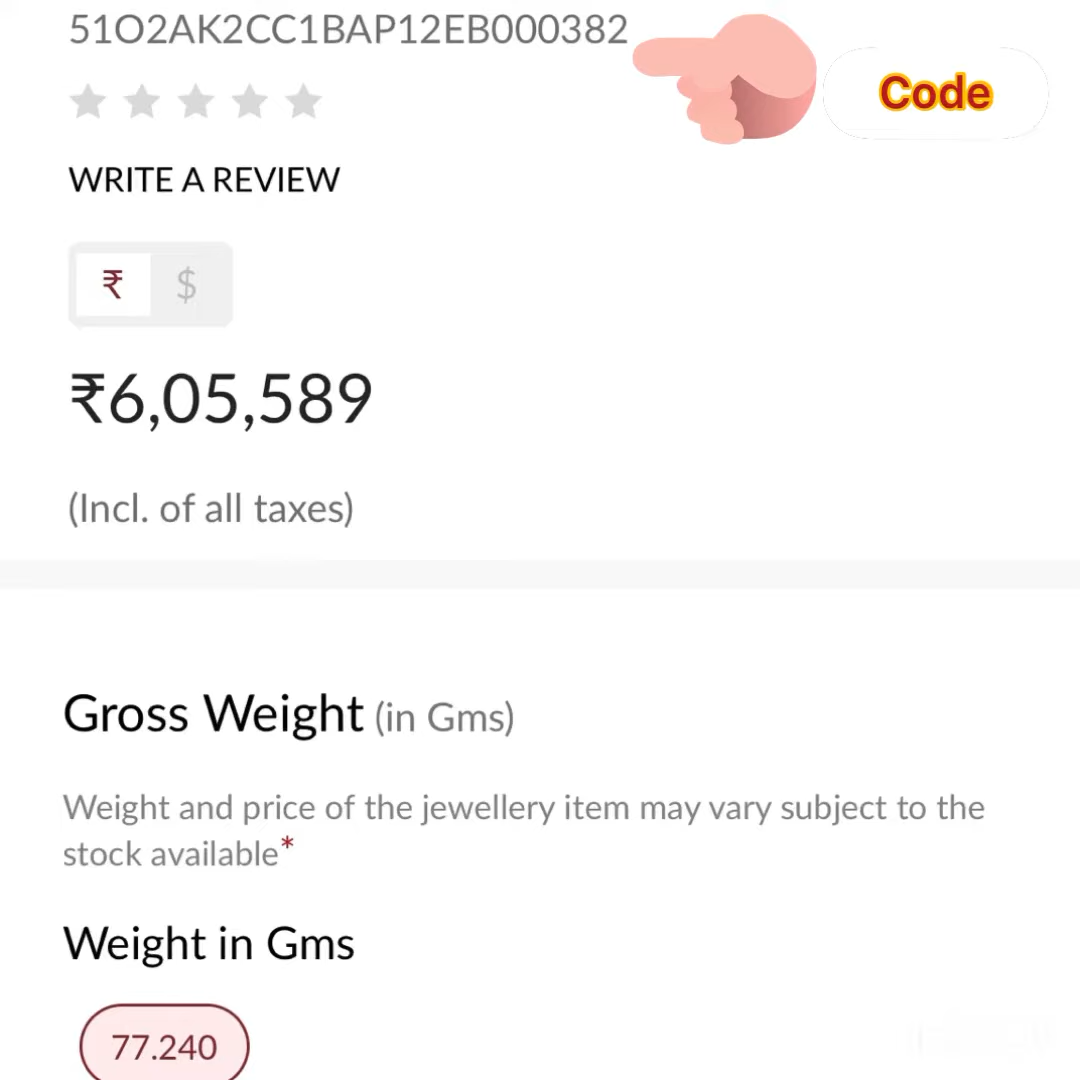 51O2AK2CC1BAP12EB000382
Code
WRITE A REVIEW
₹ $
₹6,05,589
(Incl. of all taxes)
Gross Weight (in Gms)
Weight and price of the jewellery item may vary subject to the
stock available*
Weight in Gms
77.240